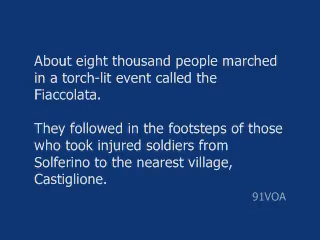 About eight thousand people marched
in a torch-lit event called the
Fiaccolata.
They followed in the footsteps of those
who took injured soldiers from
Solferino to the nearest village,
Castiglione.
91VOA